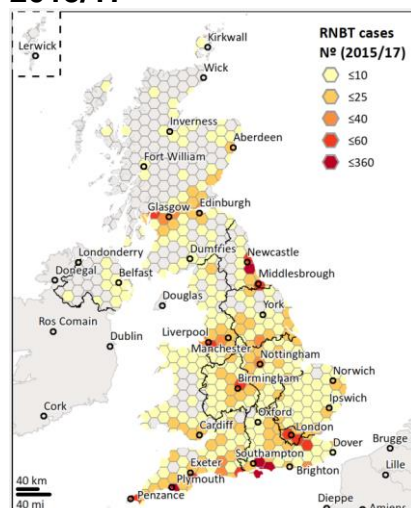 Lerwick
Kirkwall
Wick
RNBT cases
Nº (2015/17)
≤10
≤25
≤40
≤60
≤360
Inverness
Aberdeen
Fort William
Glasgow
Edinburgh
Londonderry
Dumfries
Newcastle
Donegal
Belfast
Middlesbrough
Douglas
York
Ros Comain
Dublin
Liverpool
Manchester
Nottingham
Norwich
Birmingham
Cork
Oxford
Ipswich
Cardiff
London
Dover
Brugge
Southampton
Exeter
Brighton
Lille
Plymouth
Penzance
40 km
40 mi
Dieppe